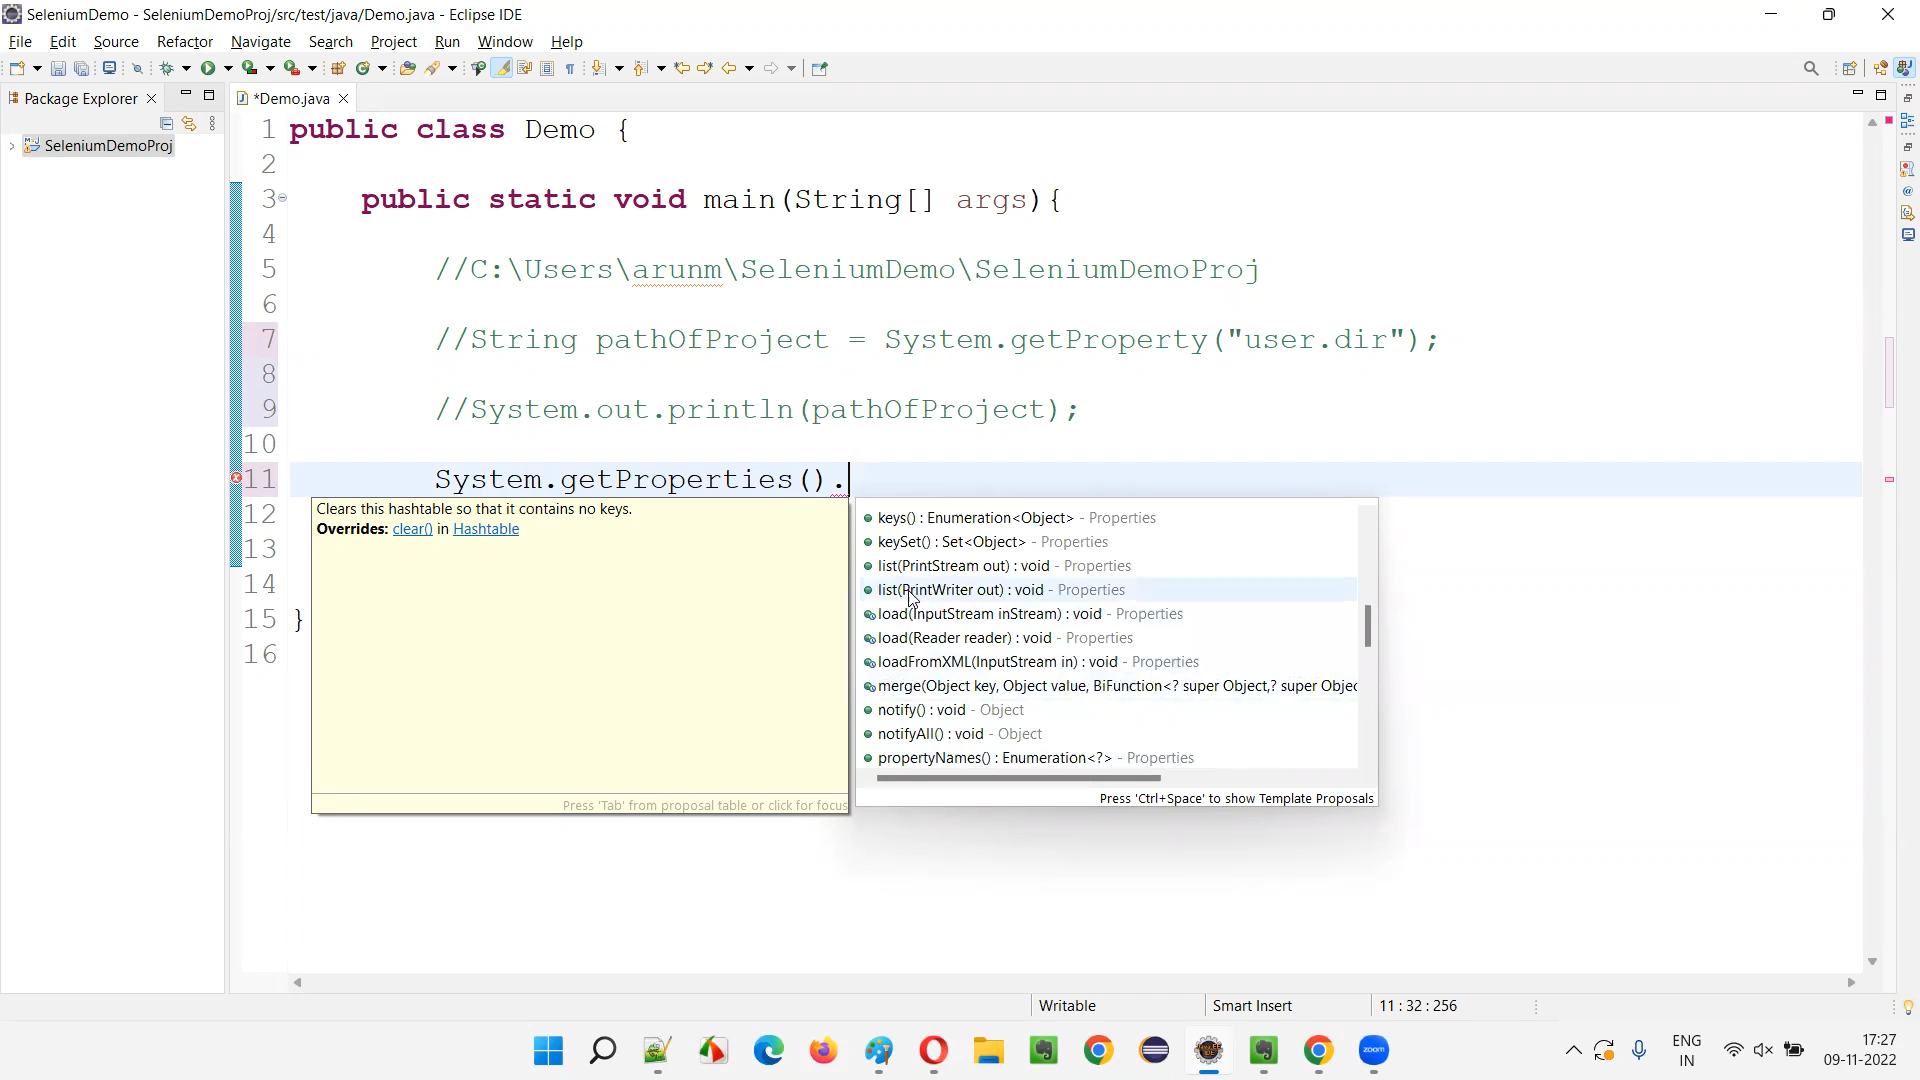 SeleniumDemo - SeleniumDemoProj/src/test/java/Demo.java - Eclipse IDE
File Edit Source Refactor Navigate Search Project Run Window Help
Package Explorer
*Demo.java
SeleniumDemoProj
1 public class Demo {
2
3 public static void main(String[] args){
4
5 //C:\Users\arunm\SeleniumDemo\SeleniumDemoProj
6
7 //String pathOfProject = System.getProperty("user.dir");
8
9 //System.out.println(pathOfProject);
10
11 System.getProperties().
12
13
14
15 }
16
Clears this hashtable so that it contains no keys.
Overrides: clear() in Hashtable
Press 'Tab' from proposal table or click for focus
keys() : Enumeration<Object> - Properties
keySet() : Set<Object> - Properties
list(PrintStream out) : void - Properties
list(PrintWriter out) : void - Properties
load(InputStream inStream) : void - Properties
load(Reader reader) : void - Properties
loadFromXML(InputStream in) : void - Properties
merge(Object key, Object value, BiFunction<? super Object,? super Objec
notify() : void - Object
notifyAll() : void - Object
propertyNames() : Enumeration<?> - Properties
Press 'Ctrl+Space' to show Template Proposals
Writable
Smart Insert
11 : 32 : 256
zoom
ENG
IN
17:27
09-11-2022